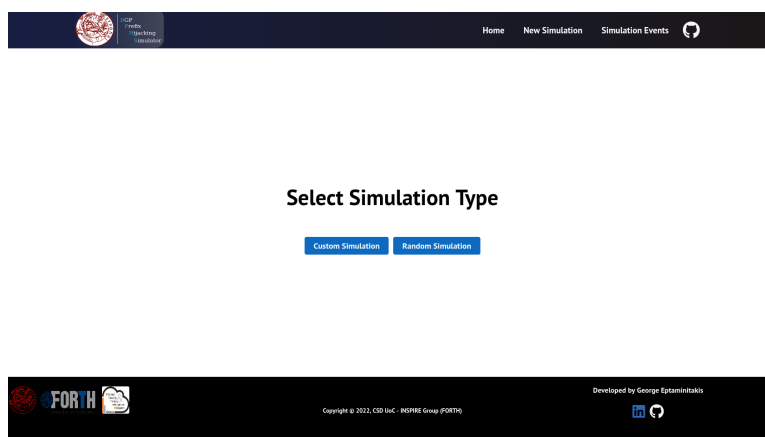 BGP
Prefix
Hijacking
Simulator
Home New Simulation Simulation Events
Select Simulation Type
Custom Simulation Random Simulation
Developed by George Eptaminitakis
FORTH
Copyright @ 2022, CSD UoC - INSPIRE Group (FORTH)